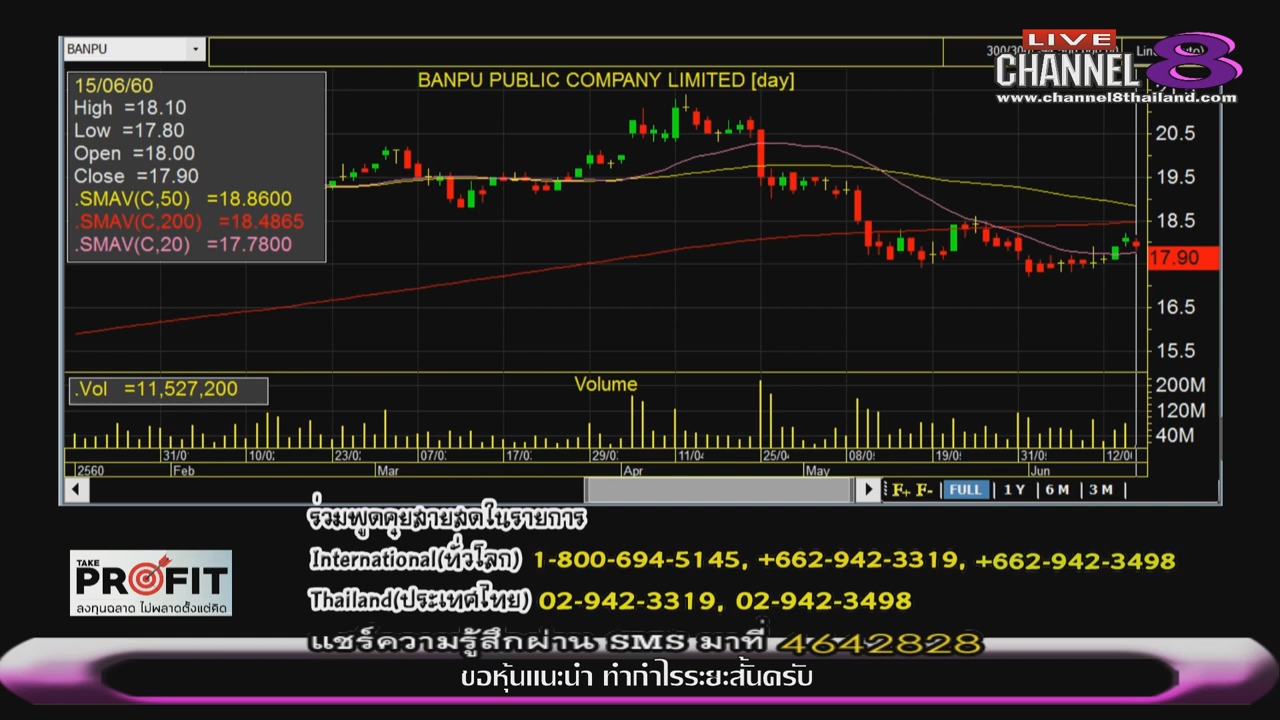 BANPU
LIVE
CHANNEL 8
www.channel8thailand.com
BANPU PUBLIC COMPANY LIMITED [day]
15/06/60
High =18.10
Low =17.80
Open =18.00
Close =17.90
.SMAV(C,50) =18.8600
.SMAV(C,200) =18.4865
.SMAV(C,20) =17.7800
20.5
19.5
18.5
17.90
16.5
15.5
.Vol =11,527,200
Volume
200M
120M
40M
31/0 10/0 23/0 07/0 17/0 29/0 11/0 25/0 08/0 19/0 31/0 12/0
2560 Feb Mar Apr May Jun
F+ F- FULL 1 Y 6 M 3 M
ร่วมพูดคุยสายสดในรายการ
International(ทั่วโลก) 1-800-694-5145, +662-942-3319, +662-942-3498
Thailand(ประเทศไทย) 02-942-3319, 02-942-3498
แชร์ความรู้สึกผ่าน SMS มาที่ 4642828
TAKE
PROFIT
ลงทุนฉลาด ไม่พลาดตั้งแต่คิด
ขอหุ้นแนะนำ ทำกำไรระยะสั้นครับ